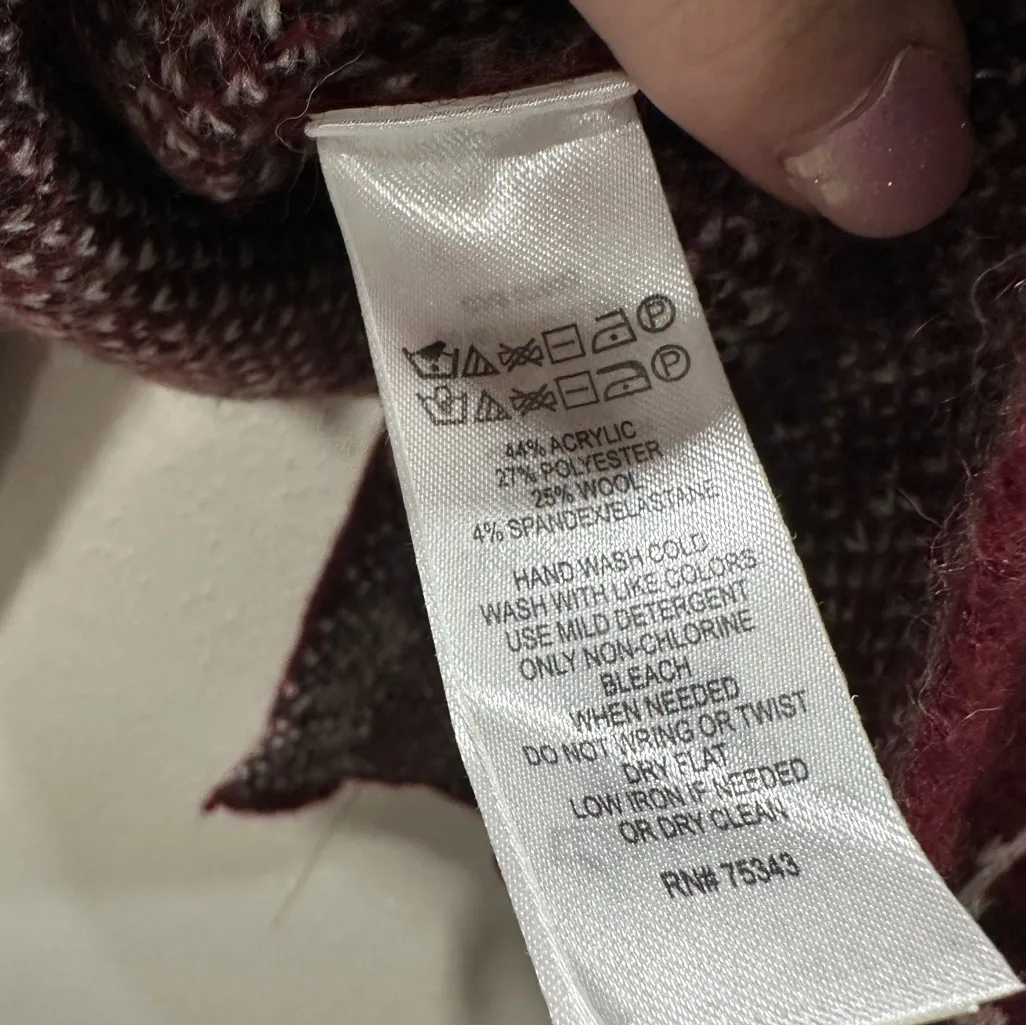 P
P
44% ACRYLIC
27% POLYESTER
25% WOOL
4% SPANDEX/ELASTANE
HAND WASH COLD
WASH WITH LIKE COLORS
USE MILD DETERGENT
ONLY NON-CHLORINE
BLEACH
WHEN NEEDED
DO NOT WRING OR TWIST
DRY FLAT
LOW IRON IF NEEDED
OR DRY CLEAN
RN# 75343